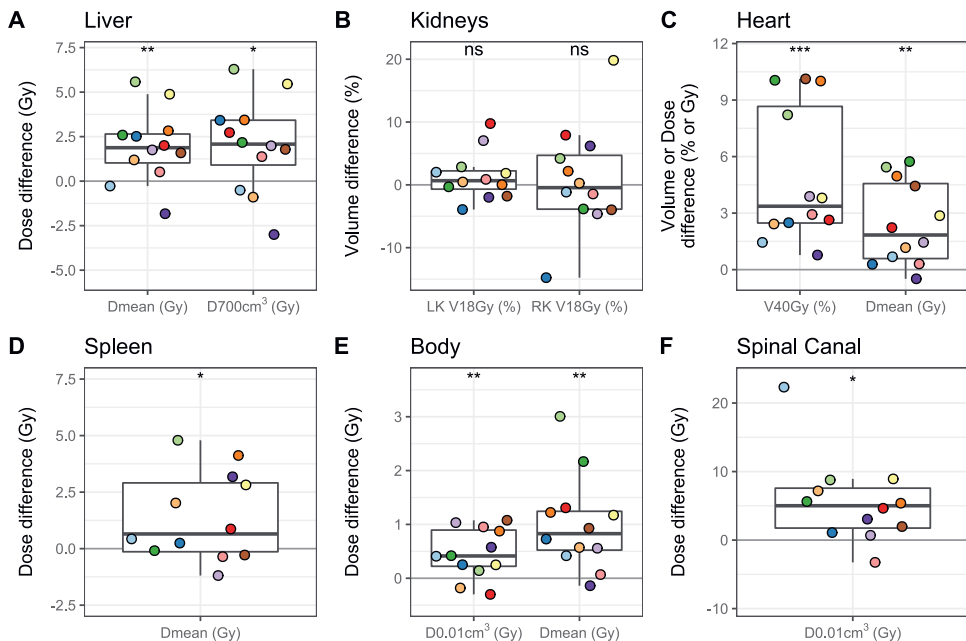 A Liver
Dose difference (Gy)
7.5
5.0
2.5
0.0
-2.5
-5.0
** *
Dmean (Gy) D700cm³ (Gy)
B Kidneys
Volume difference (%)
20
10
0
-10
ns ns
LK V18Gy (%) RK V18Gy (%)
C Heart
Volume or Dose
difference (% or Gy)
12
9
6
3
0
*** **
V40Gy (%) Dmean (Gy)
D Spleen
Dose difference (Gy)
7.5
5.0
2.5
0.0
-2.5
*
Dmean (Gy)
E Body
Dose difference (Gy)
3
2
1
0
** **
D0.01cm³ (Gy) Dmean (Gy)
F Spinal Canal
Dose difference (Gy)
20
10
0
-10
*
D0.01cm³ (Gy)